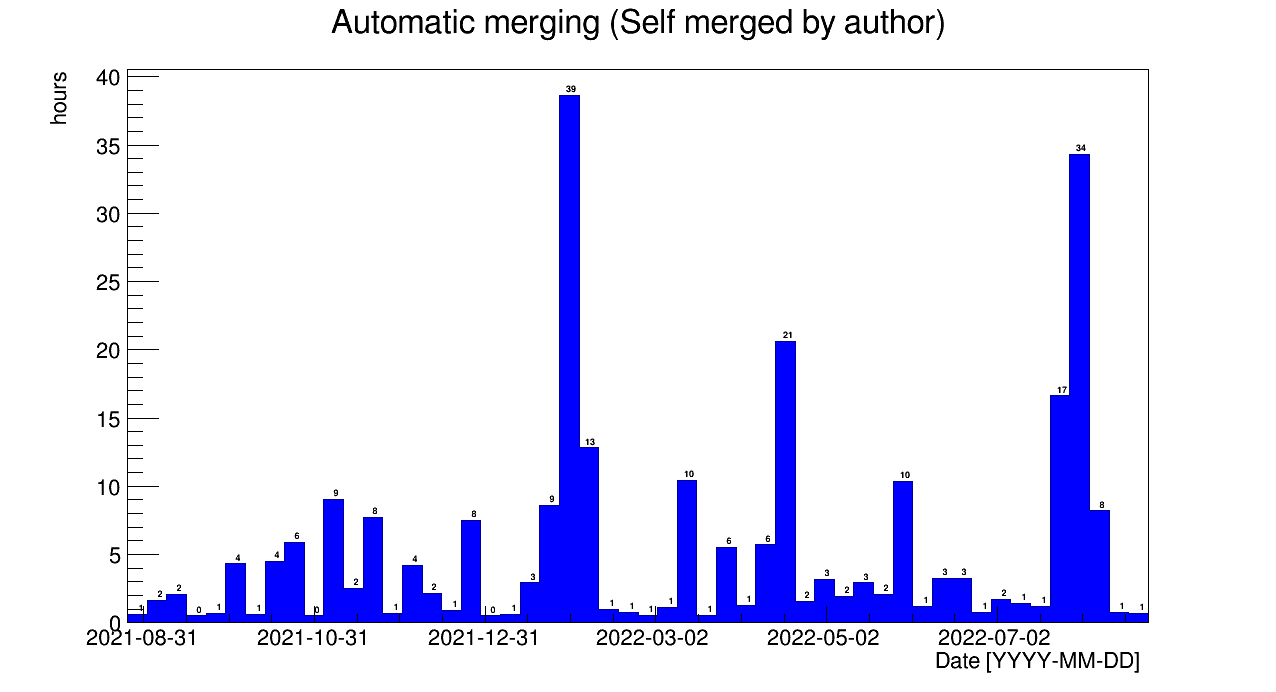 Automatic merging (Self merged by author)
hours
40
35
30
25
20
15
10
5
0
1 2 2 0 1 4 1 4 6 0 9 2 8 1 4 2 1 8 0 1 3 9 39 13 1 1 1 1 10 1 6 1 6 21 2 3 2 3 2 10 1 3 3 1 2 1 1 17 34 8 1 1
2021-08-31 2021-10-31 2021-12-31 2022-03-02 2022-05-02 2022-07-02
Date [YYYY-MM-DD]